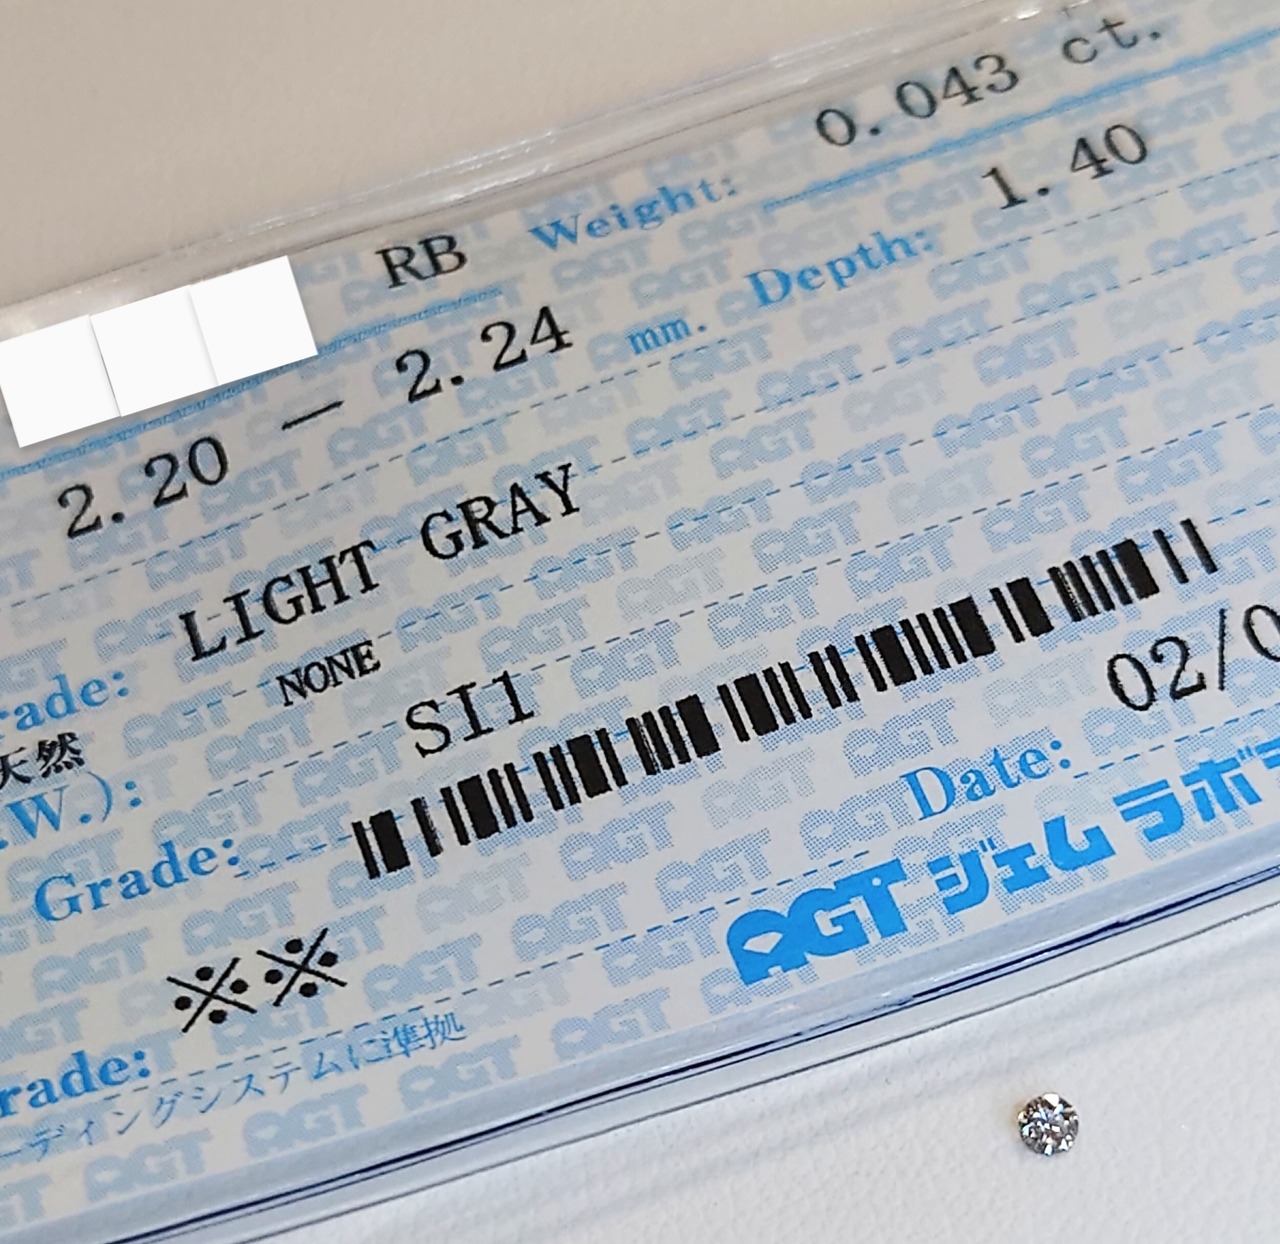 RB Weight: 0.043 ct.
2.20 — 2.24 mm. Depth: 1.40
rade: LIGHT GRAY
天然 NONE
.W.): SI1
Grade:
※※ Date: 02/0
rade: AGT ジェム ラボラ
ーディングシステムに準拠